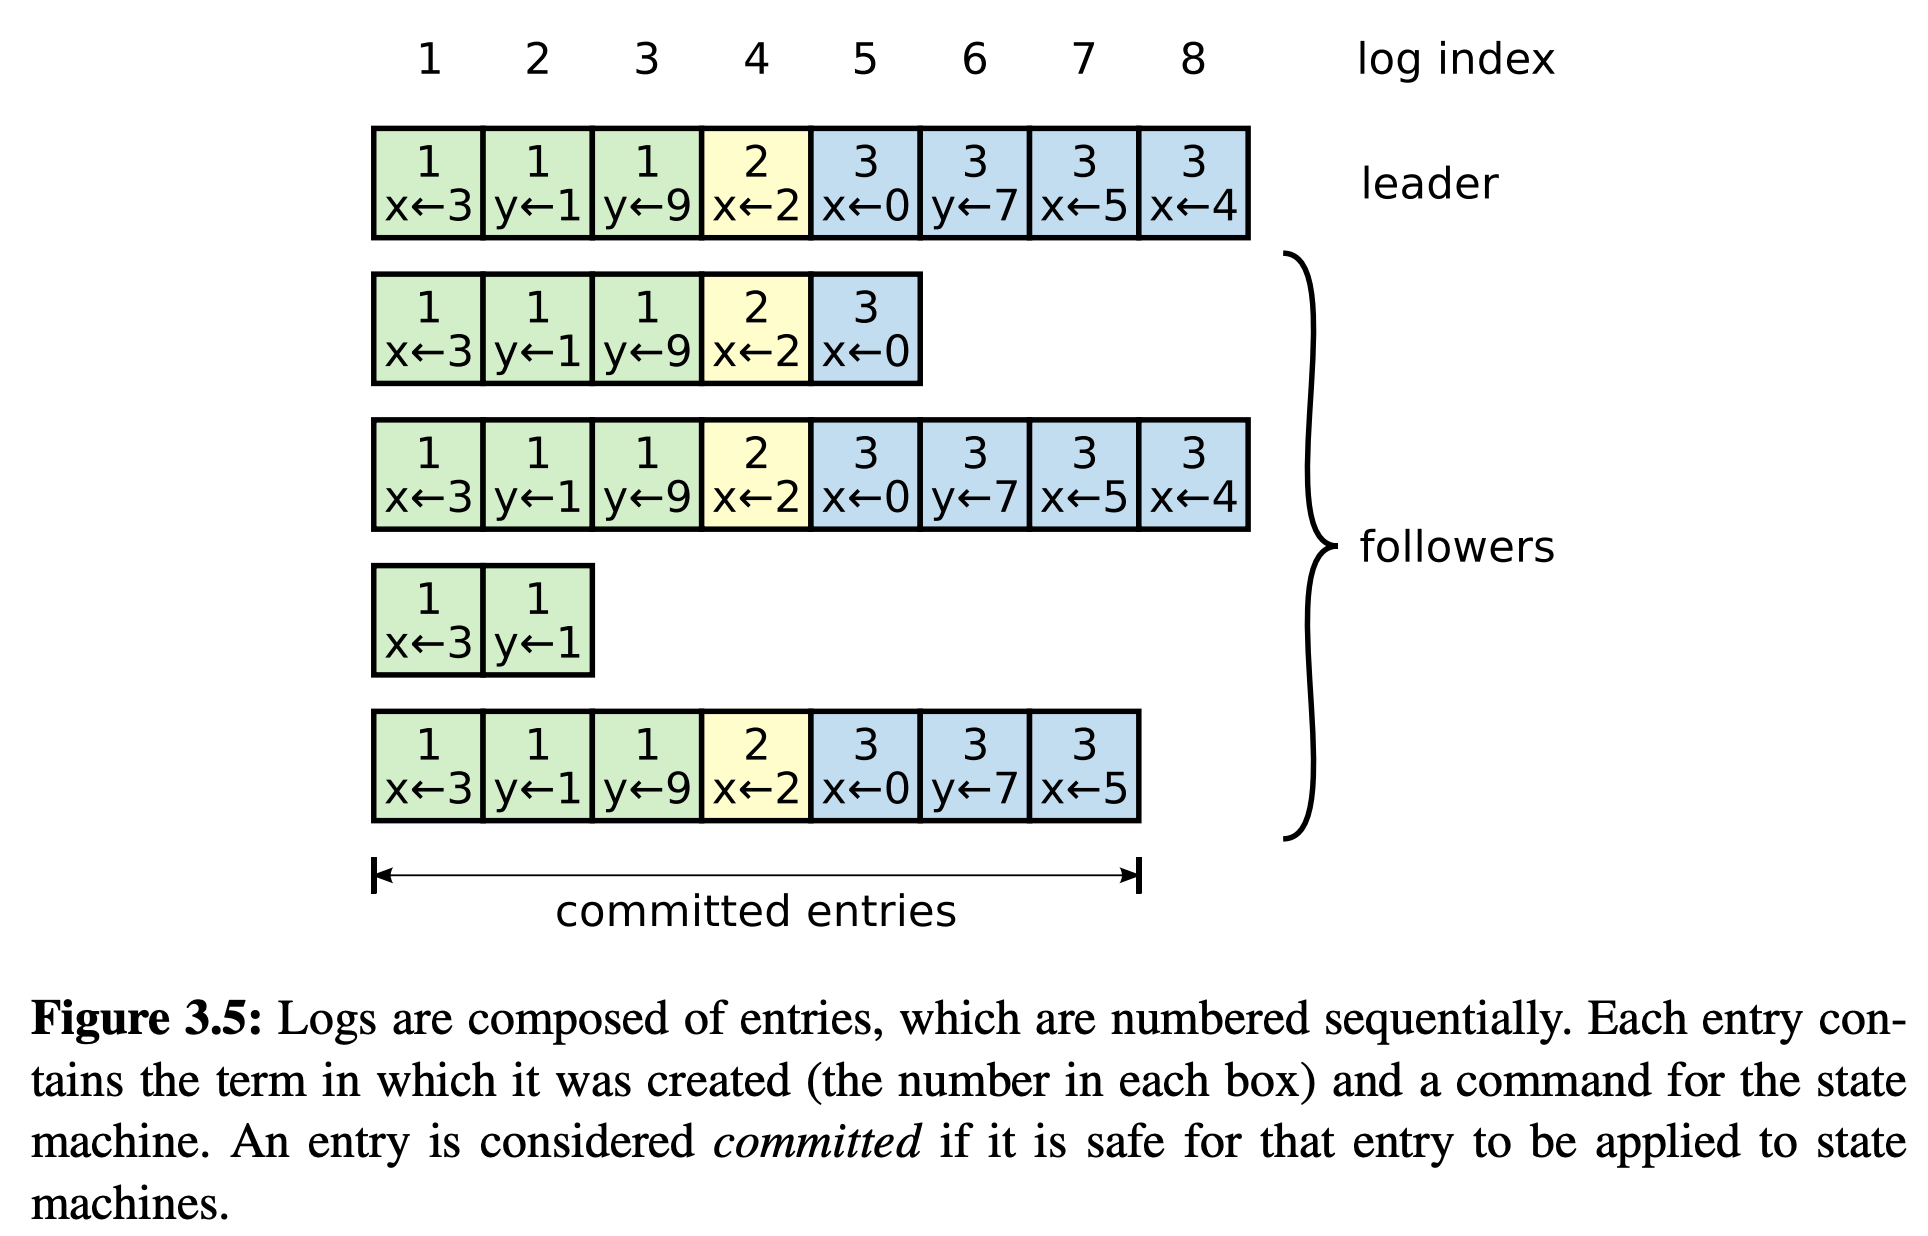 1 2 3 4 5 6 7 8 log index
1 1 1 2 3 3 3 3
x←3 y←1 y←9 x←2 x←0 y←7 x←5 x←4
leader
1 1 1 2 3
x←3 y←1 y←9 x←2 x←0
1 1 1 2 3 3 3 3
x←3 y←1 y←9 x←2 x←0 y←7 x←5 x←4
followers
1 1
x←3 y←1
1 1 1 2 3 3 3
x←3 y←1 y←9 x←2 x←0 y←7 x←5
committed entries
Figure 3.5: Logs are composed of entries, which are numbered sequentially. Each entry con-
tains the term in which it was created (the number in each box) and a command for the state
machine. An entry is considered committed if it is safe for that entry to be applied to state
machines.